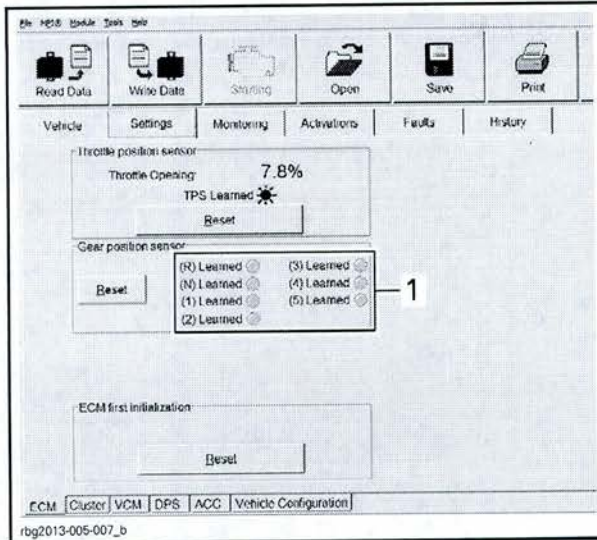 File MPI® Module Tools Help
Read Data Write Data Starting Open Save Print
Vehicle Settings Monitoring Activations Faults History
Throttle position sensor
Throttle Opening: 7.8%
TPS Learned
Reset
Gear position sensor
Reset
(R) Learned (3) Learned
(N) Learned (4) Learned
(1) Learned (5) Learned
(2) Learned
1
ECM first initialization
Reset
ECM Cluster VCM DPS ACC Vehicle Configuration
rbg2013-005-007_b